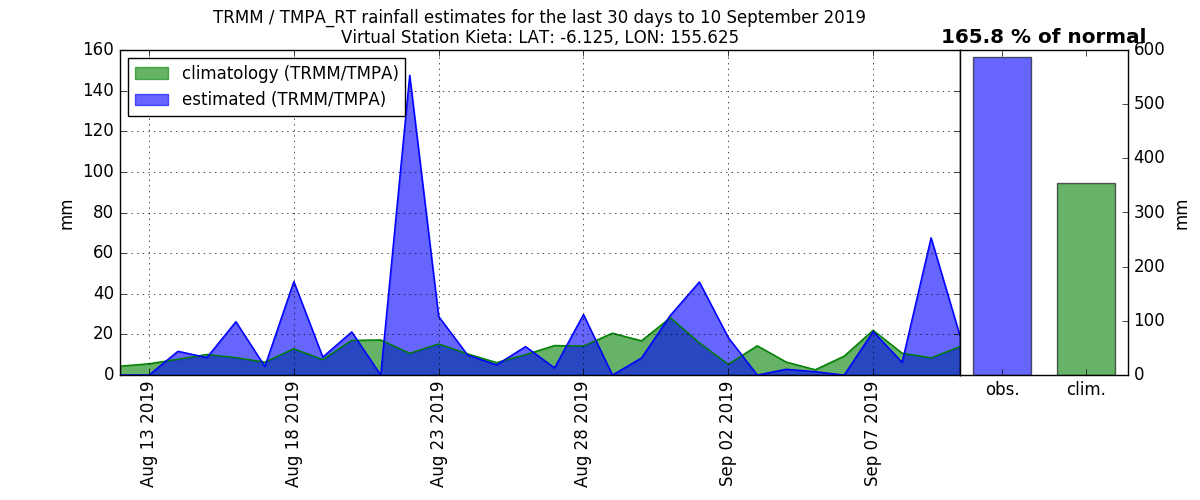 TRMM / TMPA_RT rainfall estimates for the last 30 days to 10 September 2019
Virtual Station Kieta: LAT: -6.125, LON: 155.625
165.8 % of normal
climatology (TRMM/TMPA)
estimated (TRMM/TMPA)
160
140
120
100
80
60
40
20
0
mm
Aug 13 2019
Aug 18 2019
Aug 23 2019
Aug 28 2019
Sep 02 2019
Sep 07 2019
600
500
400
300
200
100
0
mm
obs.
clim.